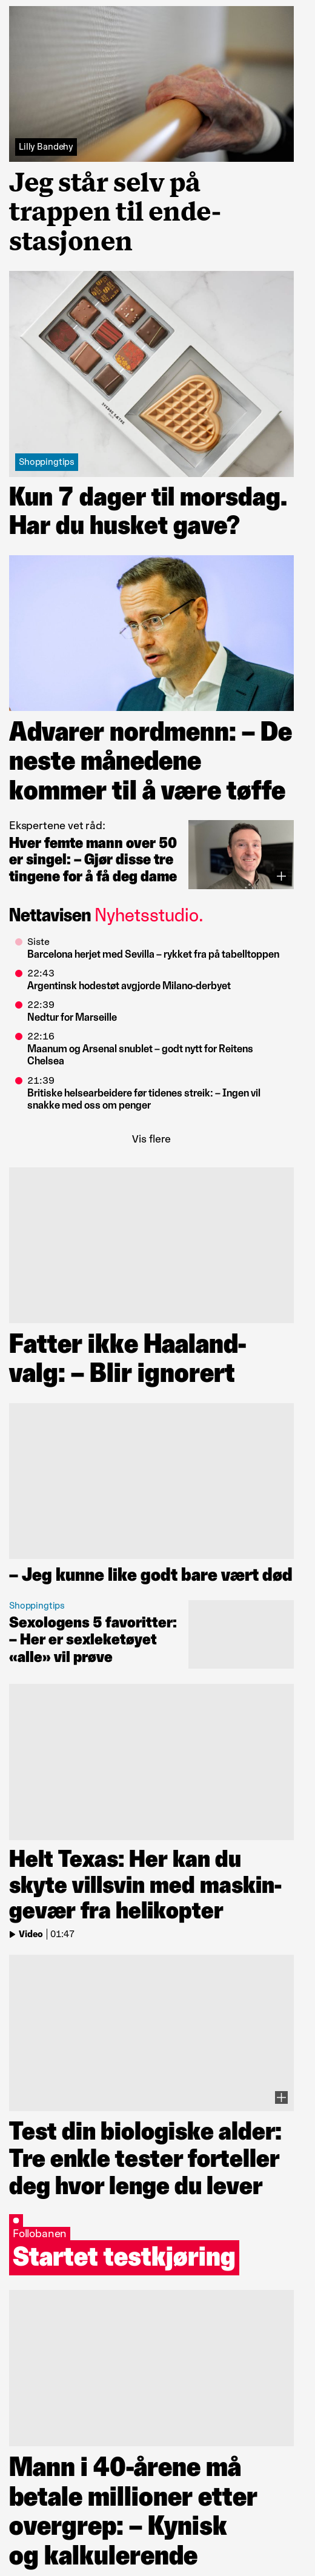 Lilly Bandehy
Jeg står selv på
trappen til ende-
stasjonen
Shoppingtips
Kun 7 dager til morsdag.
Har du husket gave?
Advarer nordmenn: – De
neste månedene
kommer til å være tøffe
Ekspertene vet råd:
Hver femte mann over 50
er singel: – Gjør disse tre
tingene for å få deg dame
Nettavisen Nyhetsstudio.
Siste
Barcelona herjet med Sevilla – rykket fra på tabelltoppen
22:43
Argentinsk hodestøt avgjorde Milano-derbyet
22:39
Nedtur for Marseille
22:16
Maanum og Arsenal snublet – godt nytt for Reitens
Chelsea
21:39
Britiske helsearbeidere før tidenes streik: – Ingen vil
snakke med oss om penger
Vis flere
Fatter ikke Haaland-
valg: – Blir ignorert
– Jeg kunne like godt bare vært død
Shoppingtips
Sexologens 5 favoritter:
– Her er sexleketøyet
«alle» vil prøve
Helt Texas: Her kan du
skyte villsvin med maskin-
gevær fra helikopter
Video | 01:47
Test din biologiske alder:
Tre enkle tester forteller
deg hvor lenge du lever
Follobanen
Startet testkjøring
Mann i 40-årene må
betale millioner etter
overgrep: – Kynisk
og kalkulerende